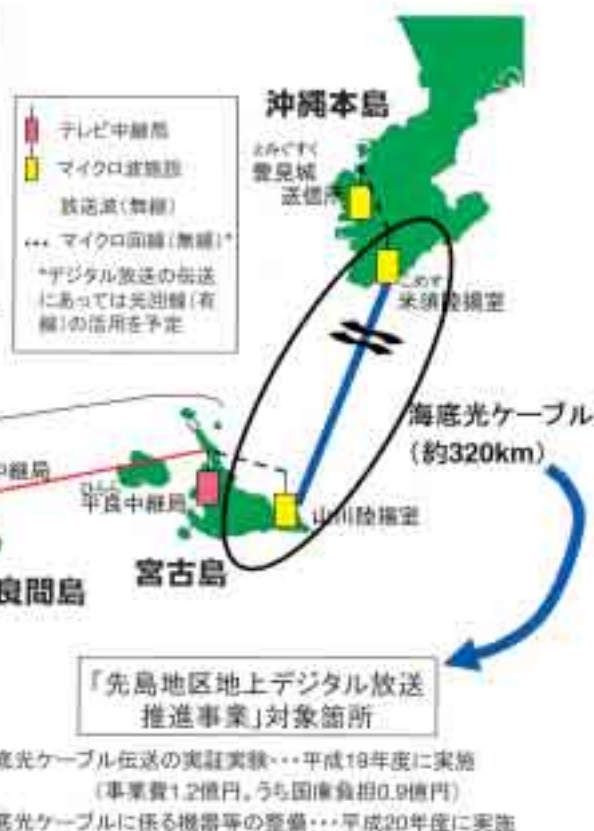 沖縄本島
テレビ中継局
マイクロ波施設
放送波(無線)
… マイクロ回線(無線)*
*デジタル放送の伝送
にあっては光回線(有
線)の活用を予定
とみぐすく
豊見城
送信所
こめす
米須陸揚室
海底光ケーブル
(約320km)
中継局
ひらら
平良中継局
山川陸揚室
宮古島
良間島
「先島地区地上デジタル放送
推進事業」対象箇所
底光ケーブル伝送の実証実験･･･平成19年度に実施
(事業費1.2億円、うち国庫負担0.9億円)
底光ケーブルに係る機器等の整備･･･平成20年度に実施